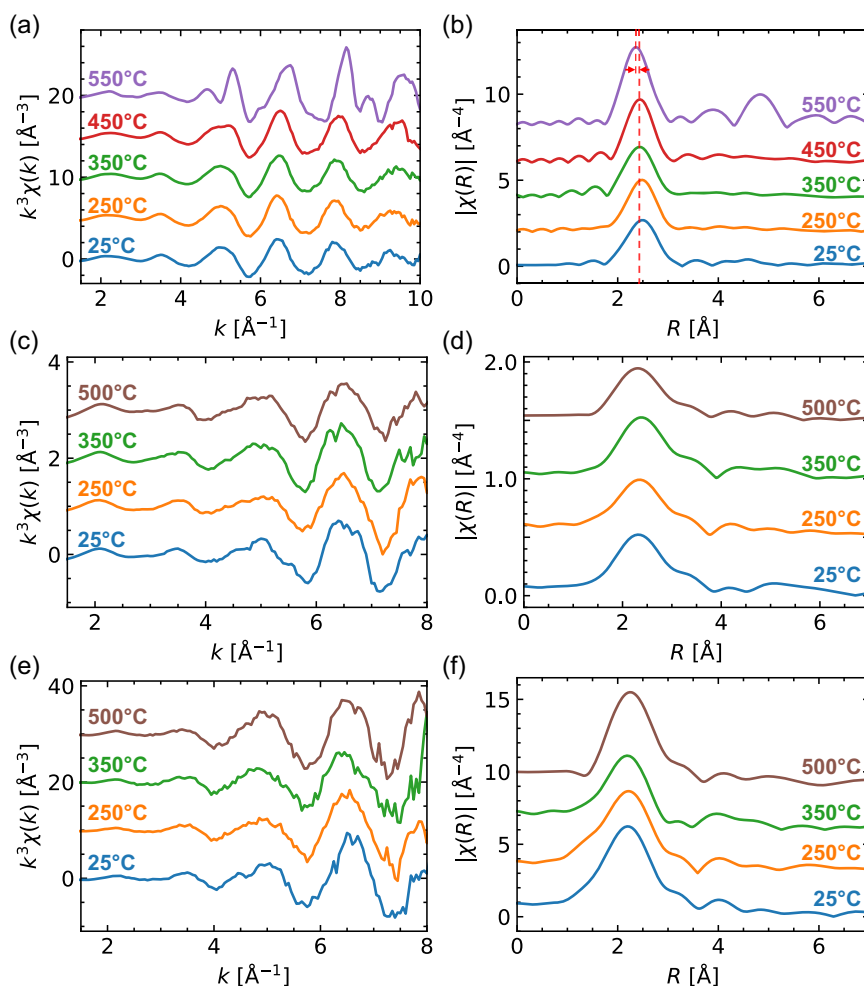 (a)
550°C
450°C
350°C
250°C
25°C
0
10
20
30
2
4
6
8
10
k³χ(k) [Å⁻³]
k [Å⁻¹]
(b)
550°C
450°C
350°C
250°C
25°C
0
5
10
0
2
4
6
|χ(R)| [Å⁻⁴]
R [Å]
(c)
500°C
350°C
250°C
25°C
0
2
4
2
4
6
8
k³χ(k) [Å⁻³]
k [Å⁻¹]
(d)
500°C
350°C
250°C
25°C
0.0
1.0
2.0
0
2
4
6
|χ(R)| [Å⁻⁴]
R [Å]
(e)
500°C
350°C
250°C
25°C
0
20
40
2
4
6
8
k³χ(k) [Å⁻³]
k [Å⁻¹]
(f)
500°C
350°C
250°C
25°C
0
5
10
15
0
2
4
6
|χ(R)| [Å⁻⁴]
R [Å]